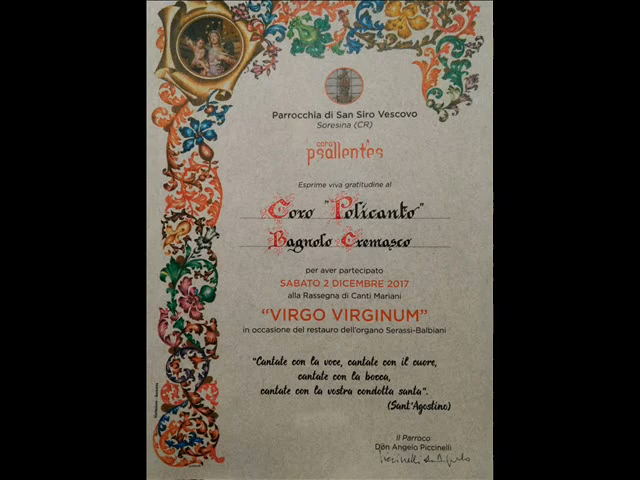 Parrocchia di San Siro Vescovo
Soresina (CR)
coro
psallentes
Esprime viva gratitudine al
Coro "Policanto"
Bagnolo Cremasco
per aver partecipato
SABATO 2 DICEMBRE 2017
alla Rassegna di Canti Mariani
"VIRGO VIRGINUM"
in occasione del restauro dell'organo Serassi-Balbiani
"Cantate con la voce, cantate con il cuore,
cantate con la bocca,
cantate con la vostra condotta santa".
(Sant'Agostino)
Il Parroco
Don Angelo Piccinelli